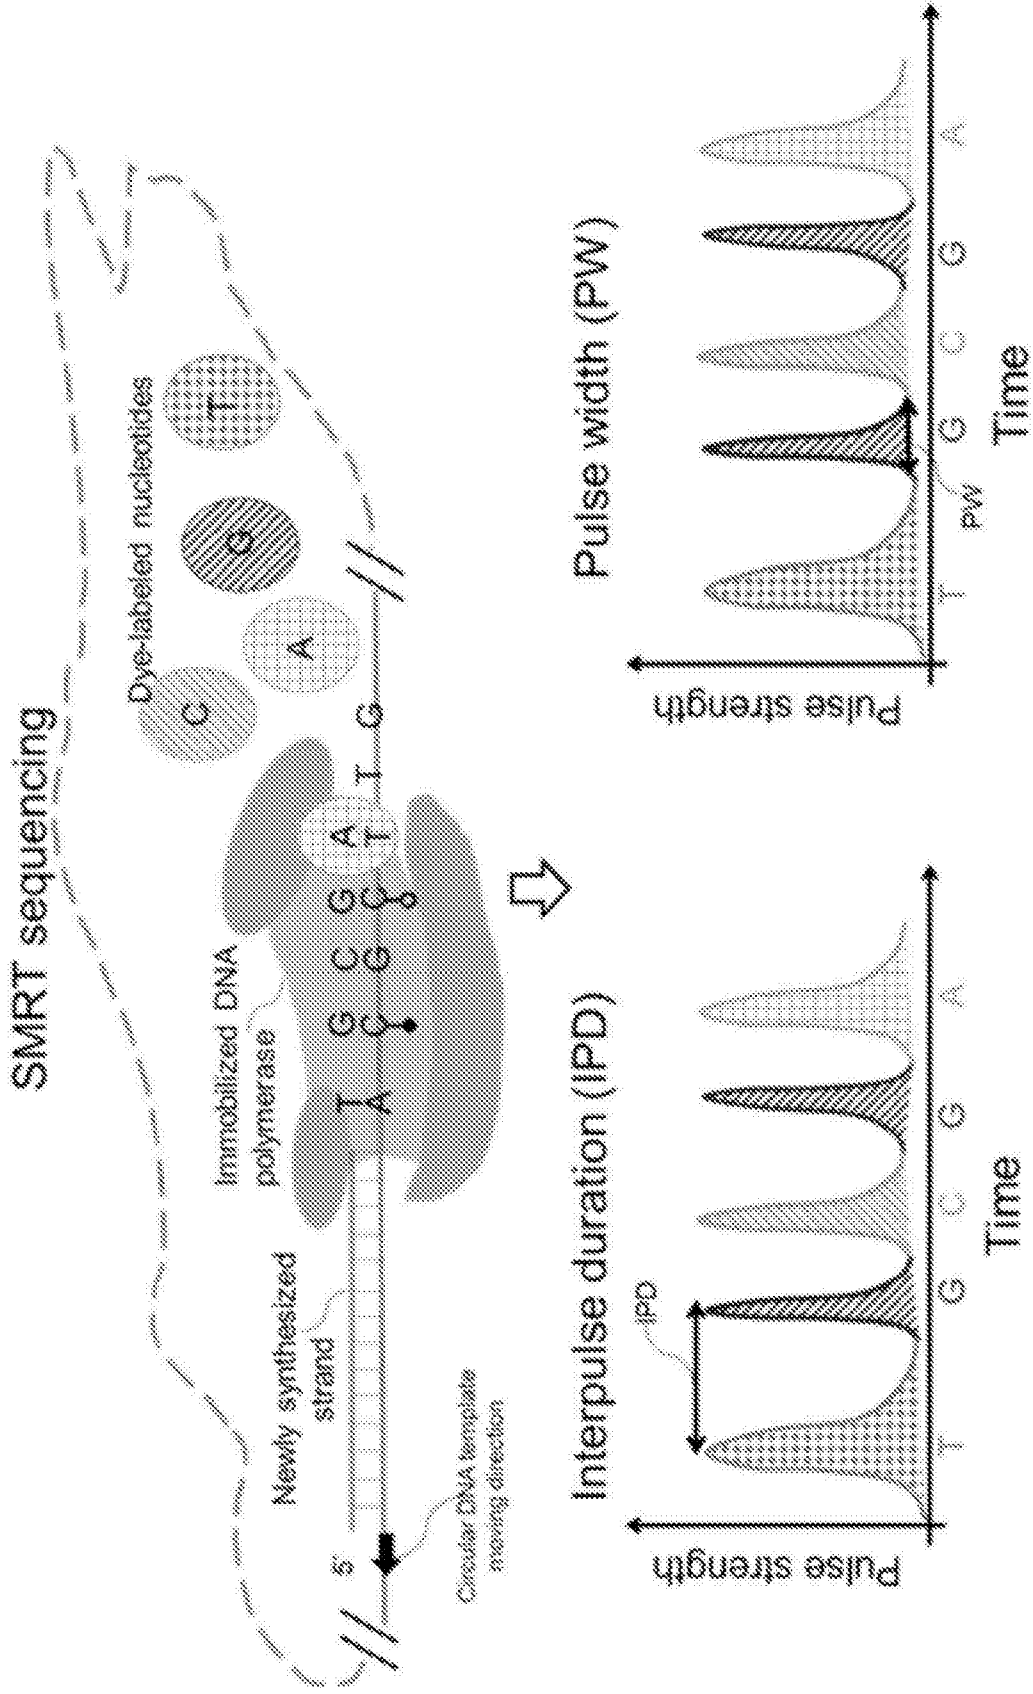 SMRT sequencing
Dye-labeled nucleotides
C
A
G
T
Immobilized DNA
polymerase
Newly synthesized
strand
5'
T G C G A
A C G C T T G
Circular DNA template
moving direction
Interpulse duration (IPD)
IPD
Pulse strength
T G C G A
Time
Pulse width (PW)
Pulse strength
PW
T G C G A
Time